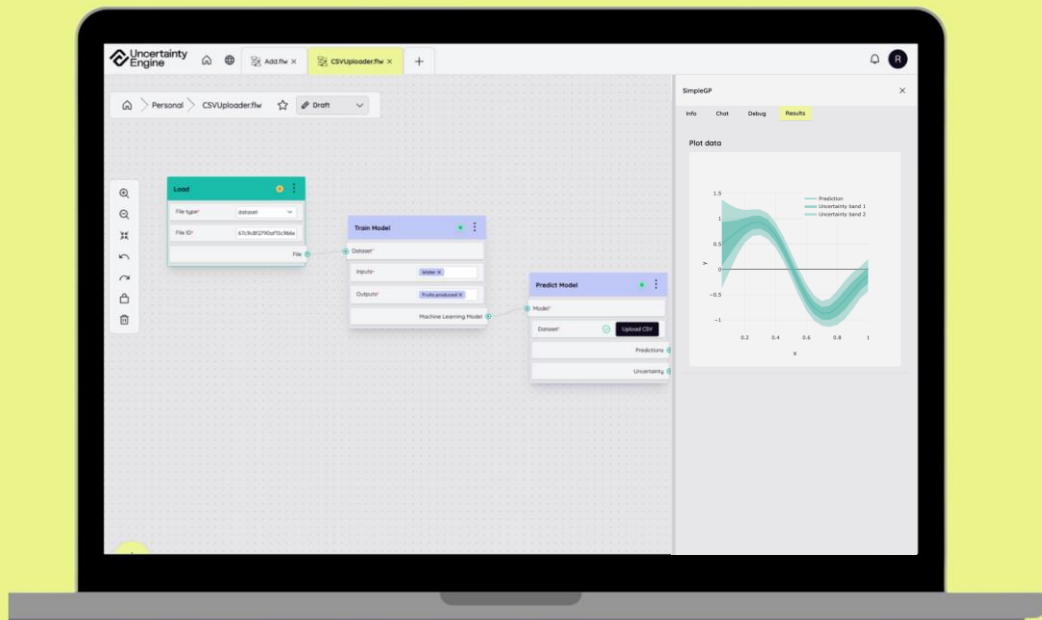 Uncertainty
Engine
Add.flw ×
CSVUploader.flw ×
+
R
Personal
CSVUploader.flw
Draft
Load
File type*
dataset
File ID*
File
Train Model
Dataset*
Inputs*
Water ×
Outputs*
Fruits produced ×
Machine Learning Model
Predict Model
Model*
Dataset*
Upload CSV
Predictions
Uncertainty
SimpleGP
×
Info
Chat
Debug
Results
Plot data
Prediction
Uncertainty band 1
Uncertainty band 2
1.5
1
0.5
0
−0.5
−1
y
0.2
0.4
0.6
0.8
1
x